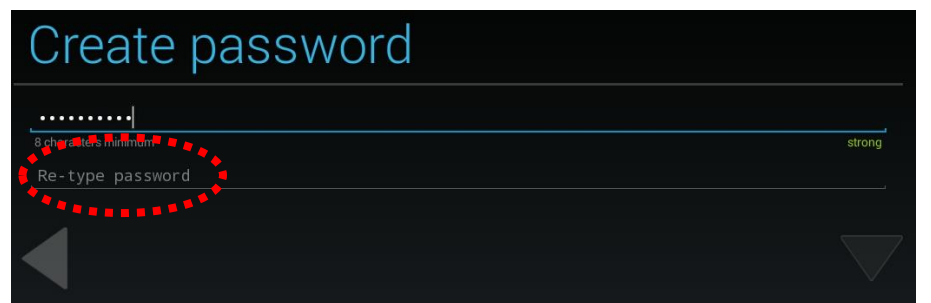 Create password
••••••••••
8 characters minimum
strong
Re-type password